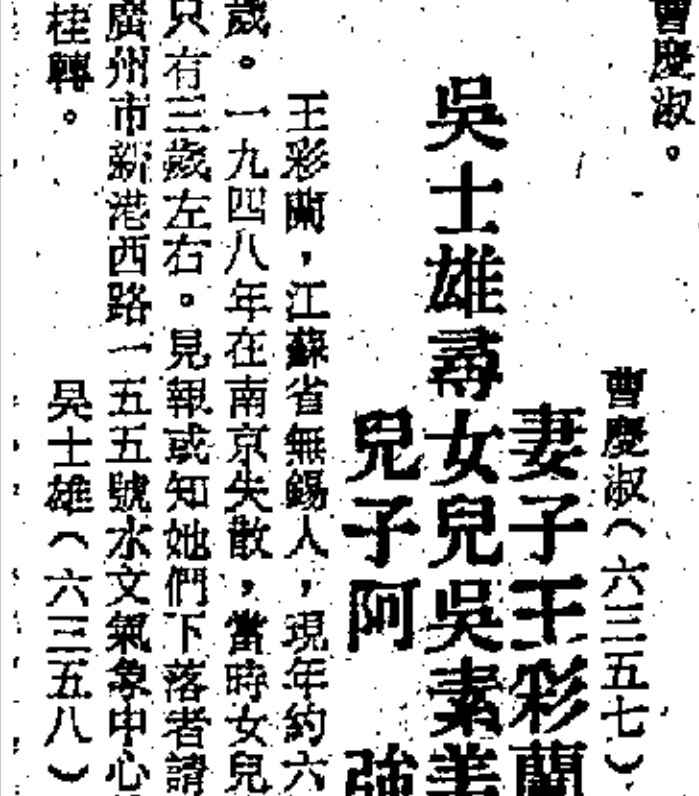 曹慶淑。
曹慶淑（六三五七）
妻子王彩蘭
吳士雄尋女兒吳素美
兒子阿強
王彩蘭，江蘇省無錫人，現年約六
歲。一九四八年在南京失散，當時女兒
只有三歲左右。見報或知她們下落者請
廣州市新港西路一五五號水文氣象中心
桂轉。
吳士雄（六三五八）